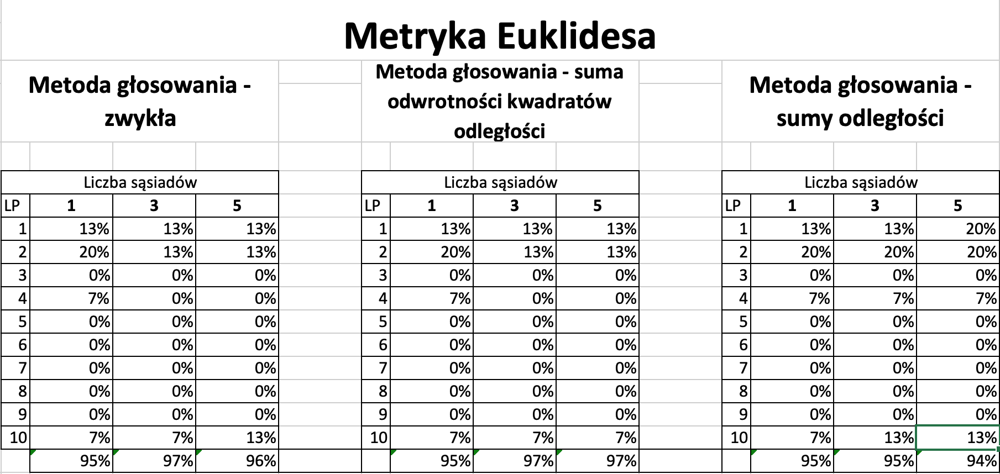 Metryka Euklidesa
Metoda głosowania -
zwykła
Metoda głosowania - suma
odwrotności kwadratów
odległości
Metoda głosowania -
sumy odległości
Liczba sąsiadów Liczba sąsiadów Liczba sąsiadów
LP 1 3 5 LP 1 3 5 LP 1 3 5
1 13% 13% 13% 1 13% 13% 13% 1 13% 13% 20%
2 20% 13% 13% 2 20% 13% 13% 2 20% 20% 20%
3 0% 0% 0% 3 0% 0% 0% 3 0% 0% 0%
4 7% 0% 0% 4 7% 0% 0% 4 7% 7% 7%
5 0% 0% 0% 5 0% 0% 0% 5 0% 0% 0%
6 0% 0% 0% 6 0% 0% 0% 6 0% 0% 0%
7 0% 0% 0% 7 0% 0% 0% 7 0% 0% 0%
8 0% 0% 0% 8 0% 0% 0% 8 0% 0% 0%
9 0% 0% 0% 9 0% 0% 0% 9 0% 0% 0%
10 7% 7% 13% 10 7% 7% 7% 10 7% 13% 13%
95% 97% 96% 95% 97% 97% 95% 95% 94%